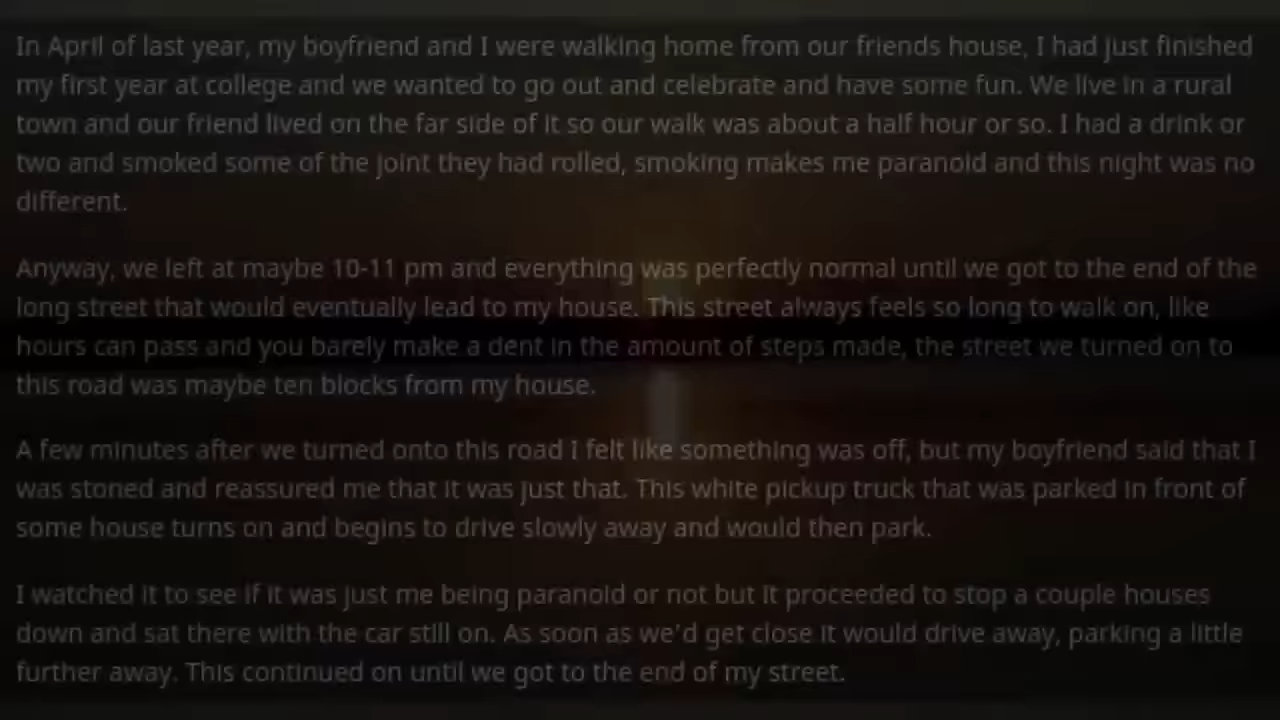 In April of last year, my boyfriend and I were walking home from our friends house, I had just finished
my first year at college and we wanted to go out and celebrate and have some fun. We live in a rural
town and our friend lived on the far side of it so our walk was about a half hour or so. I had a drink or
two and smoked some of the joint they had rolled, smoking makes me paranoid and this night was no
different.
Anyway, we left at maybe 10-11 pm and everything was perfectly normal until we got to the end of the
long street that would eventually lead to my house. This street always feels so long to walk on, like
hours can pass and you barely make a dent in the amount of steps made, the street we turned on to
this road was maybe ten blocks from my house.
A few minutes after we turned onto this road I felt like something was off, but my boyfriend said that I
was stoned and reassured me that it was just that. This white pickup truck that was parked in front of
some house turns on and begins to drive slowly away and would then park.
I watched it to see if it was just me being paranoid or not but it proceeded to stop a couple houses
down and sat there with the car still on. As soon as we'd get close it would drive away, parking a little
further away. This continued on until we got to the end of my street.